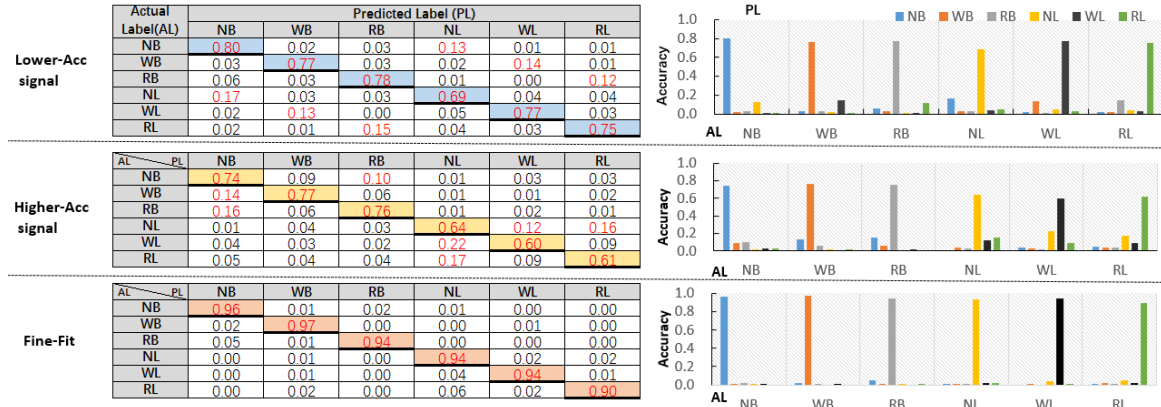 Actual Label(AL) Predicted Label (PL)
NB WB RB NL WL RL
Lower-Acc signal
NB 0.80 0.02 0.03 0.13 0.01 0.01
WB 0.03 0.77 0.03 0.02 0.14 0.01
RB 0.06 0.03 0.78 0.01 0.00 0.12
NL 0.17 0.03 0.03 0.69 0.04 0.04
WL 0.02 0.13 0.00 0.05 0.77 0.03
RL 0.02 0.01 0.15 0.04 0.03 0.75
PL NB WB RB NL WL RL
Accuracy
1.0
0.8
0.6
0.4
0.2
0.0
AL NB WB RB NL WL RL
Higher-Acc signal
AL PL NB WB RB NL WL RL
NB 0.74 0.09 0.10 0.01 0.03 0.03
WB 0.14 0.77 0.06 0.01 0.01 0.02
RB 0.16 0.06 0.76 0.01 0.02 0.01
NL 0.01 0.04 0.03 0.64 0.12 0.16
WL 0.04 0.03 0.02 0.22 0.60 0.09
RL 0.05 0.04 0.04 0.17 0.09 0.61
Accuracy
1.0
0.8
0.6
0.4
0.2
0.0
AL NB WB RB NL WL RL
Fine-Fit
AL PL NB WB RB NL WL RL
NB 0.96 0.01 0.02 0.01 0.00 0.00
WB 0.02 0.97 0.00 0.00 0.01 0.00
RB 0.05 0.01 0.94 0.00 0.00 0.00
NL 0.00 0.01 0.00 0.94 0.02 0.02
WL 0.00 0.01 0.00 0.04 0.94 0.01
RL 0.00 0.02 0.00 0.06 0.02 0.90
Accuracy
1.0
0.8
0.6
0.4
0.2
0.0
AL NB WB RB NL WL RL